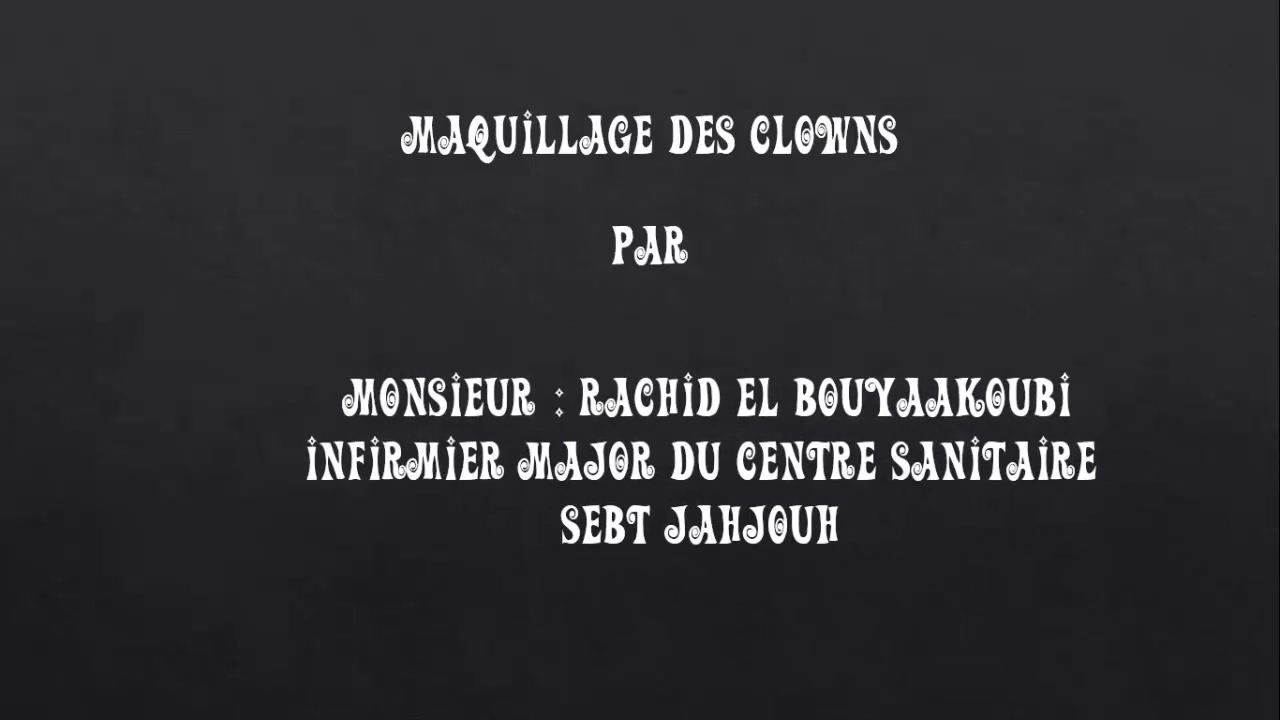 MAQUILLAGE DES CLOWNS
PAR
MONSIEUR : RACHID EL BOUYAAKOUBI
INFIRMIER MAJOR DU CENTRE SANITAIRE
SEBT JAHJOUH